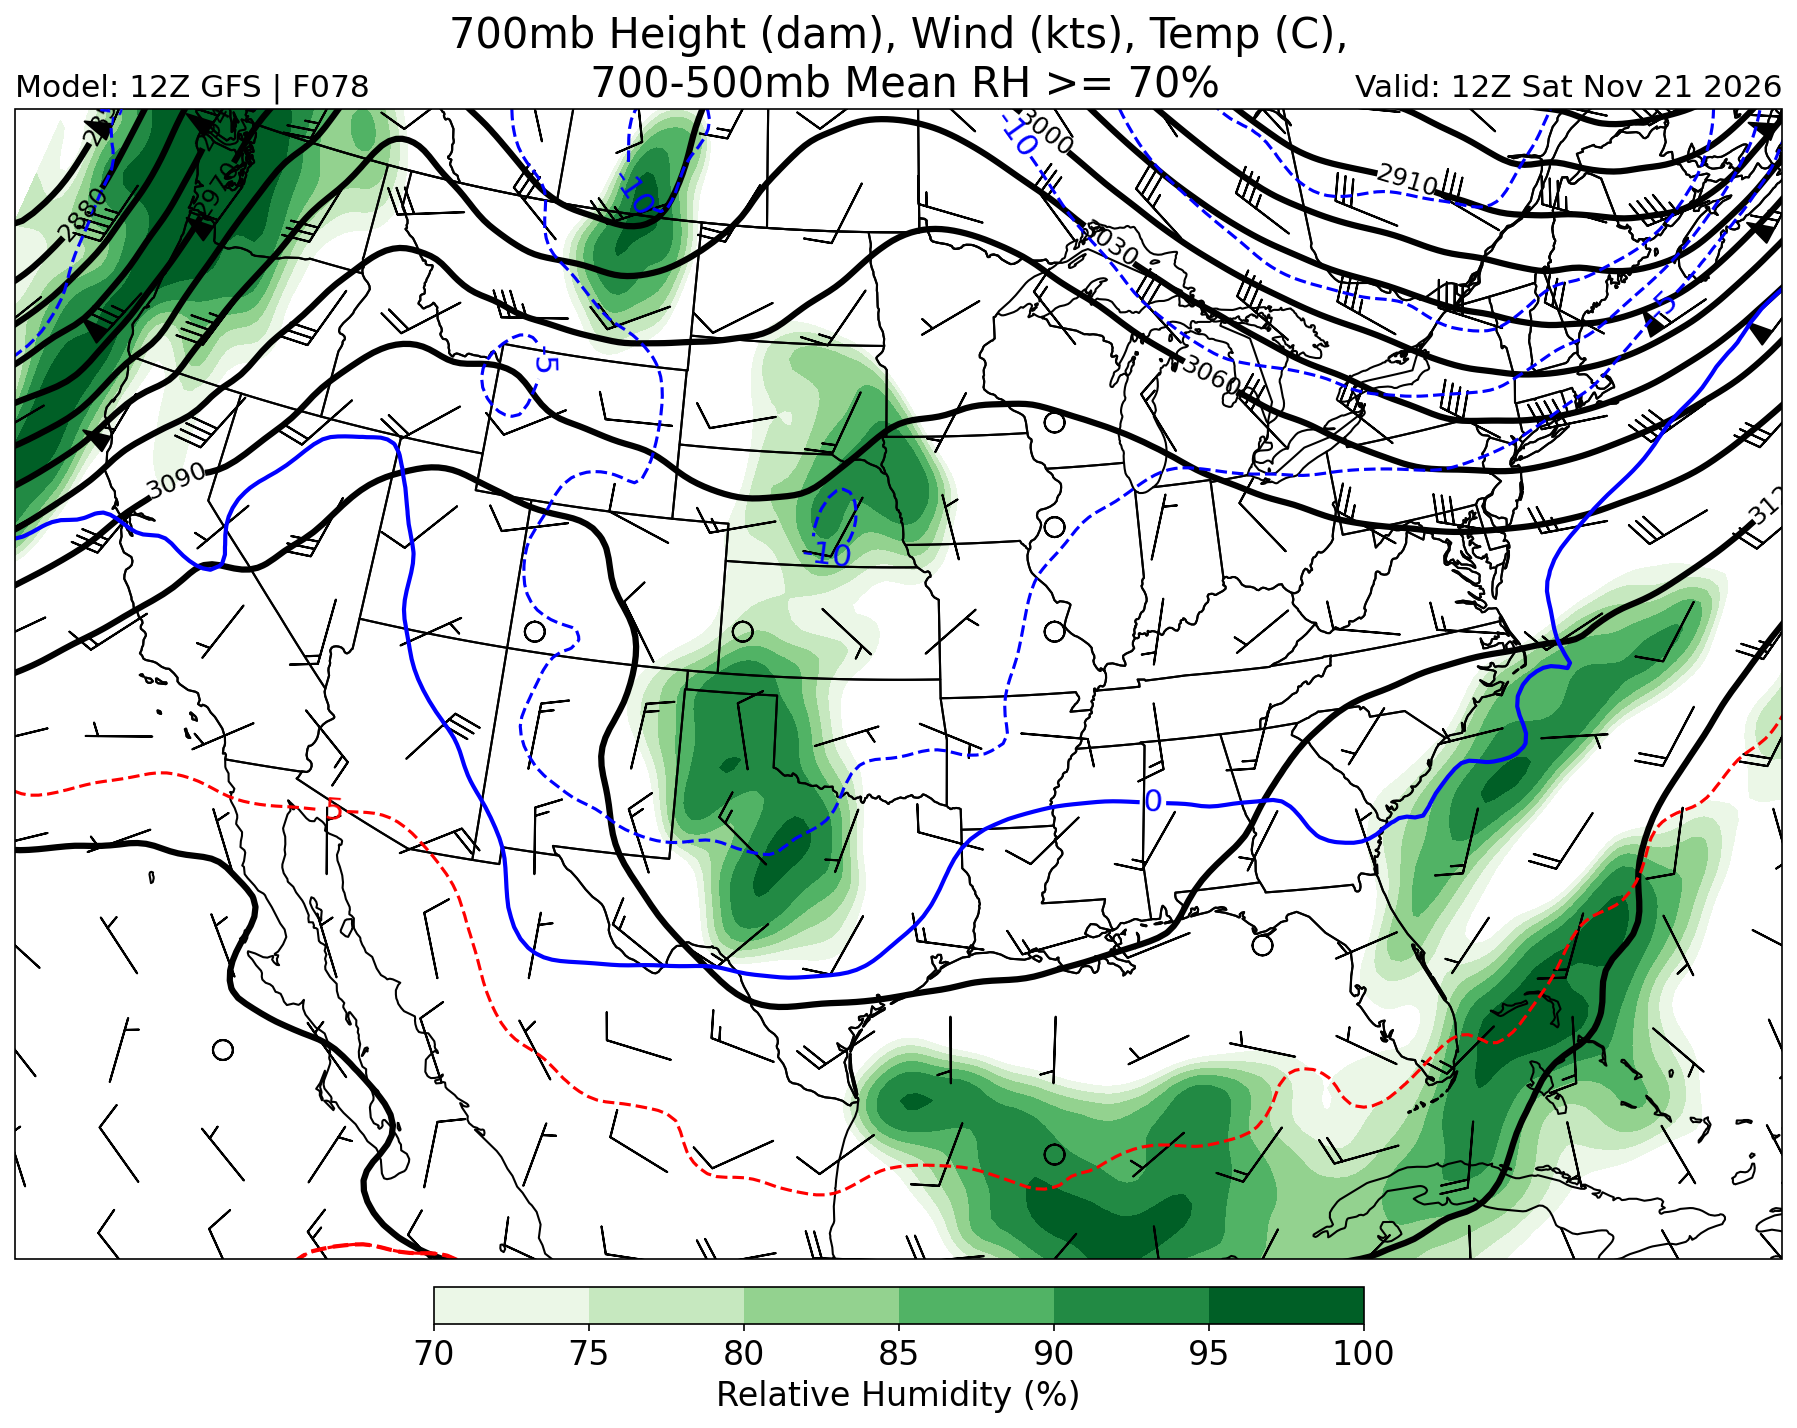 700mb Height (dam), Wind (kts), Temp (C),
700-500mb Mean RH >= 70%
Model: 12Z GFS | F078
Valid: 12Z Sat Nov 21 2026
2880
2970
-10
-10
3000
2910
3030
-5
-5
3060
3090
-10
312
5
0
70 75 80 85 90 95 100
Relative Humidity (%)